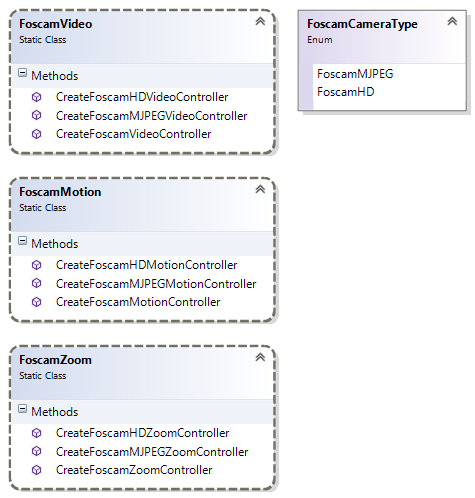 FoscamVideo
Static Class
Methods
CreateFoscamHDVideoController
CreateFoscamMJPEGVideoController
CreateFoscamVideoController
FoscamCameraType
Enum
FoscamMJPEG
FoscamHD
FoscamMotion
Static Class
Methods
CreateFoscamHDMotionController
CreateFoscamMJPEGMotionController
CreateFoscamMotionController
FoscamZoom
Static Class
Methods
CreateFoscamHDZoomController
CreateFoscamMJPEGZoomController
CreateFoscamZoomController